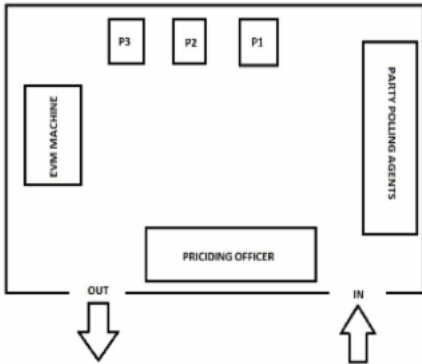 P3
P2
P1
EVM MACHINE
PARTY POLLING AGENTS
PRICIDING OFFICER
OUT
IN